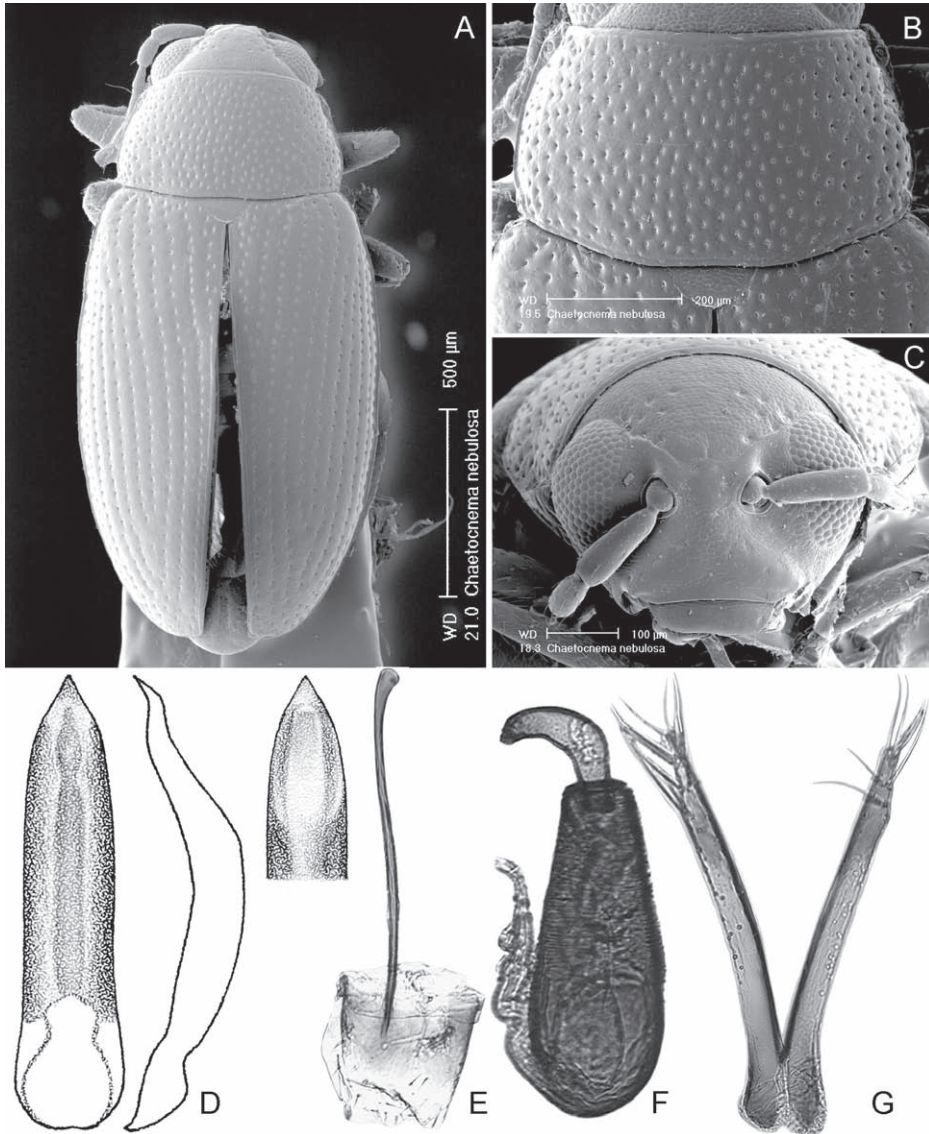 A
500 µm
WD
21.0 Chaetocnema nebulosa
B
WD 200 µm
19.5 Chaetocnema nebulosa
C
WD 100 µm
18.3 Chaetocnema nebulosa
D
E
F
G